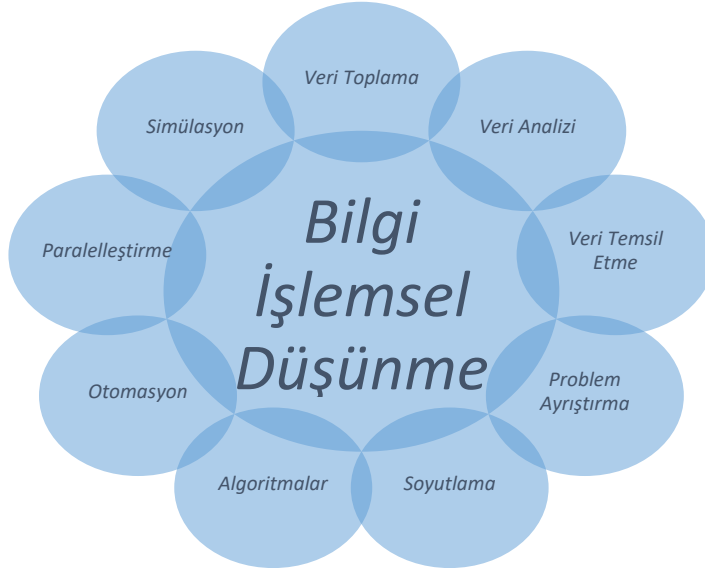 Veri Toplama
Veri Analizi
Veri Temsil
Etme
Problem
Ayrıştırma
Soyutlama
Algoritmalar
Otomasyon
Paralelleştirme
Simülasyon
Bilgi
İşlemsel
Düşünme